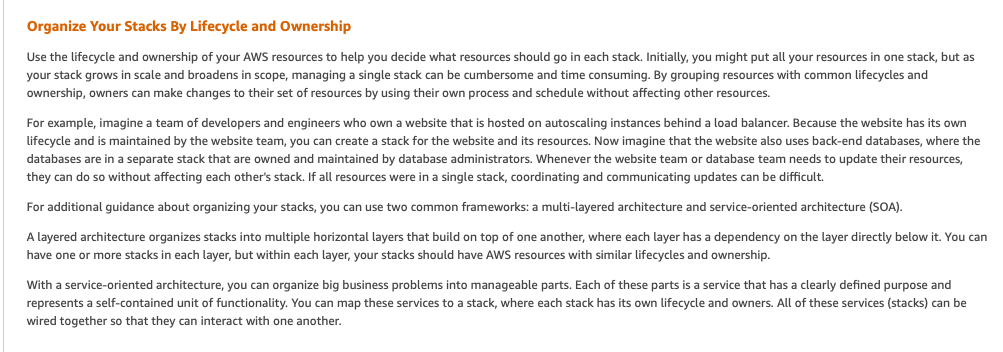 Organize Your Stacks By Lifecycle and Ownership
Use the lifecycle and ownership of your AWS resources to help you decide what resources should go in each stack. Initially, you might put all your resources in one stack, but as
your stack grows in scale and broadens in scope, managing a single stack can be cumbersome and time consuming. By grouping resources with common lifecycles and
ownership, owners can make changes to their set of resources by using their own process and schedule without affecting other resources.
For example, imagine a team of developers and engineers who own a website that is hosted on autoscaling instances behind a load balancer. Because the website has its own
lifecycle and is maintained by the website team, you can create a stack for the website and its resources. Now imagine that the website also uses back-end databases, where the
databases are in a separate stack that are owned and maintained by database administrators. Whenever the website team or database team needs to update their resources,
they can do so without affecting each other's stack. If all resources were in a single stack, coordinating and communicating updates can be difficult.
For additional guidance about organizing your stacks, you can use two common frameworks: a multi-layered architecture and service-oriented architecture (SOA).
A layered architecture organizes stacks into multiple horizontal layers that build on top of one another, where each layer has a dependency on the layer directly below it. You can
have one or more stacks in each layer, but within each layer, your stacks should have AWS resources with similar lifecycles and ownership.
With a service-oriented architecture, you can organize big business problems into manageable parts. Each of these parts is a service that has a clearly defined purpose and
represents a self-contained unit of functionality. You can map these services to a stack, where each stack has its own lifecycle and owners. All of these services (stacks) can be
wired together so that they can interact with one another.